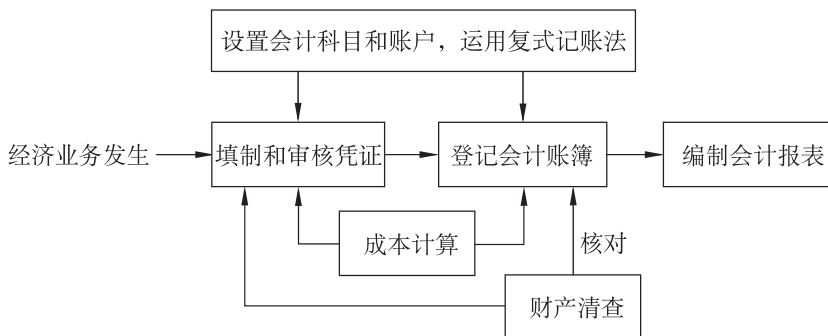 设置会计科目和账户，运用复式记账法
经济业务发生
填制和审核凭证
登记会计账簿
编制会计报表
成本计算
核对
财产清查